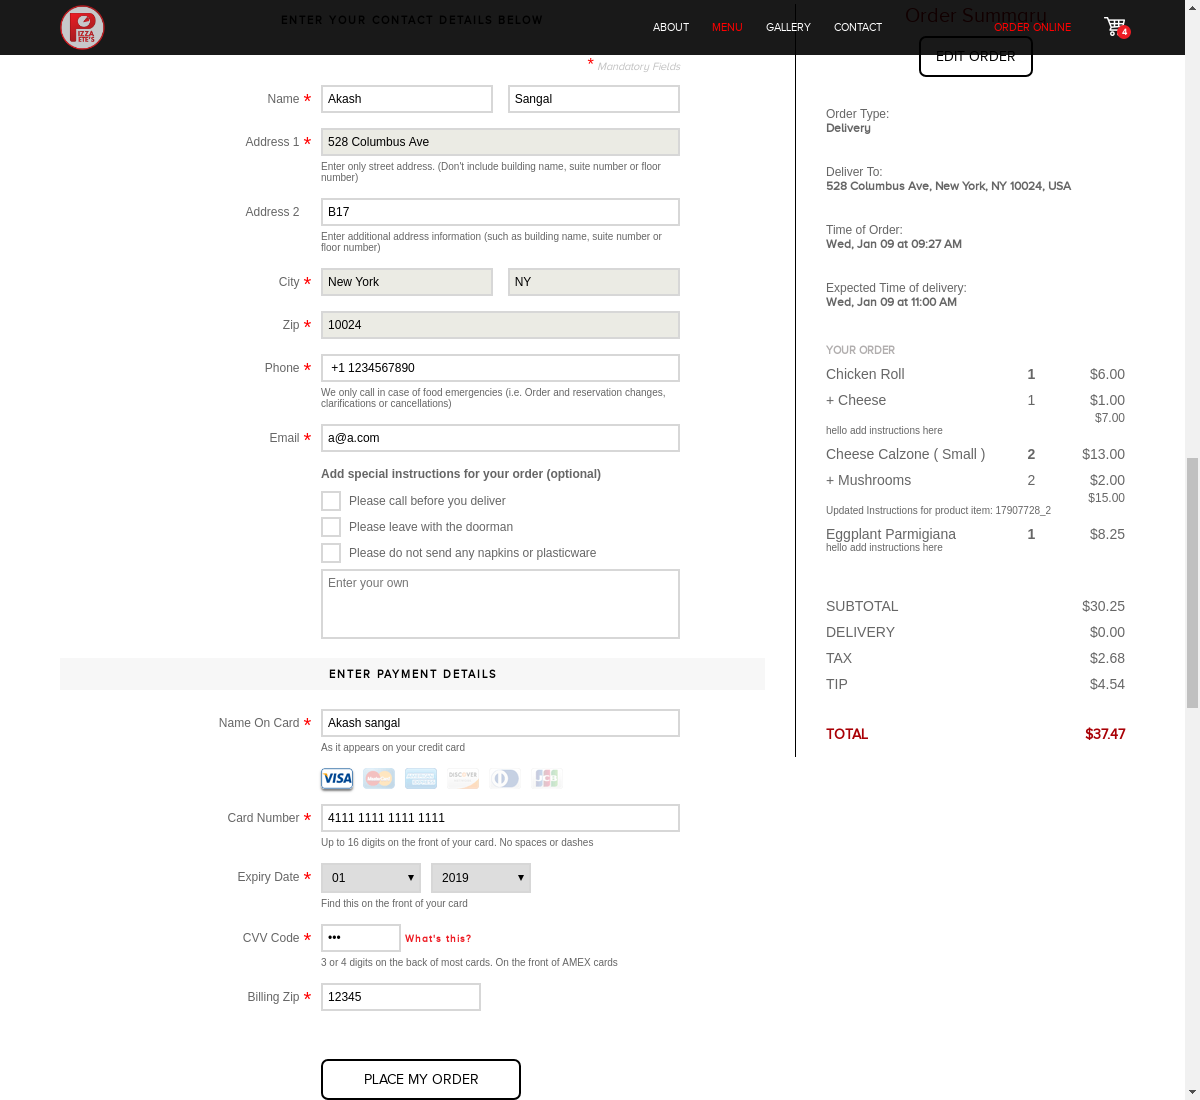 PIZZA
PETE'S
ABOUT
MENU
GALLERY
CONTACT
ORDER ONLINE
4
ENTER YOUR CONTACT DETAILS BELOW
* Mandatory Fields
Name *
Akash
Sangal
Address 1 *
528 Columbus Ave
Enter only street address. (Don't include building name, suite number or floor
number)
Address 2
B17
Enter additional address information (such as building name, suite number or
floor number)
City *
New York
NY
Zip *
10024
Phone *
+1 1234567890
We only call in case of food emergencies (i.e. Order and reservation changes,
clarifications or cancellations)
Email *
a@a.com
Add special instructions for your order (optional)
Please call before you deliver
Please leave with the doorman
Please do not send any napkins or plasticware
Enter your own
ENTER PAYMENT DETAILS
Name On Card *
Akash sangal
As it appears on your credit card
VISA
MasterCard
DISCOVER
JCB
Card Number *
4111 1111 1111 1111
Up to 16 digits on the front of your card. No spaces or dashes
Expiry Date *
01
2019
Find this on the front of your card
CVV Code *
•••
What's this?
3 or 4 digits on the back of most cards. On the front of AMEX cards
Billing Zip *
12345
PLACE MY ORDER
Order Summary
EDIT ORDER
Order Type:
Delivery
Deliver To:
528 Columbus Ave, New York, NY 10024, USA
Time of Order:
Wed, Jan 09 at 09:27 AM
Expected Time of delivery:
Wed, Jan 09 at 11:00 AM
YOUR ORDER
Chicken Roll 1 $6.00
+ Cheese 1 $1.00
$7.00
hello add instructions here
Cheese Calzone ( Small ) 2 $13.00
+ Mushrooms 2 $2.00
$15.00
Updated Instructions for product item: 17907728_2
Eggplant Parmigiana 1 $8.25
hello add instructions here
SUBTOTAL $30.25
DELIVERY $0.00
TAX $2.68
TIP $4.54
TOTAL $37.47